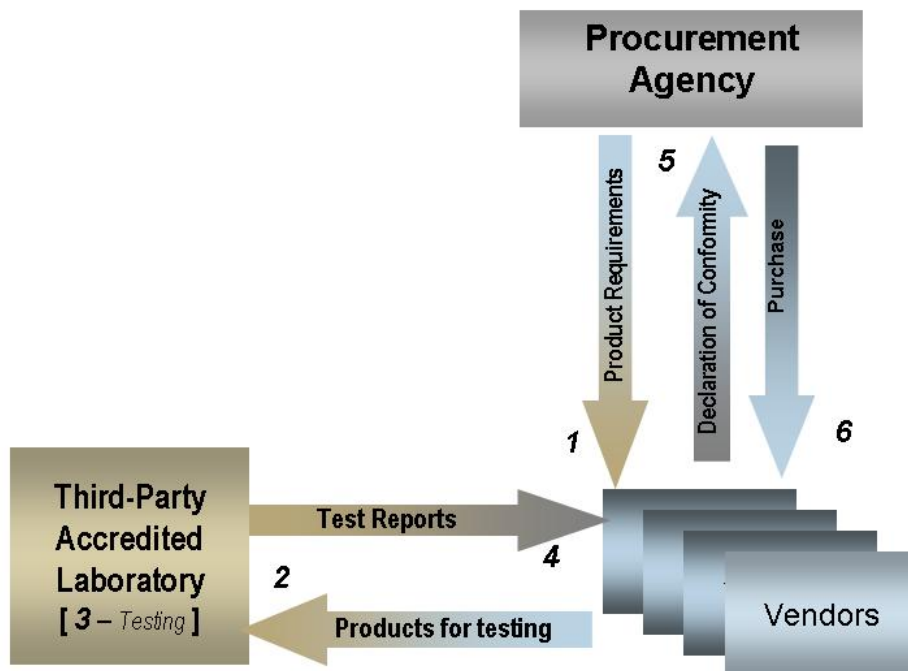 Procurement
Agency
5
Product Requirements
Declaration of Conformity
Purchase
1
6
Third-Party
Accredited
Laboratory
[ 3 – Testing ]
Test Reports
4
2
Products for testing
Vendors